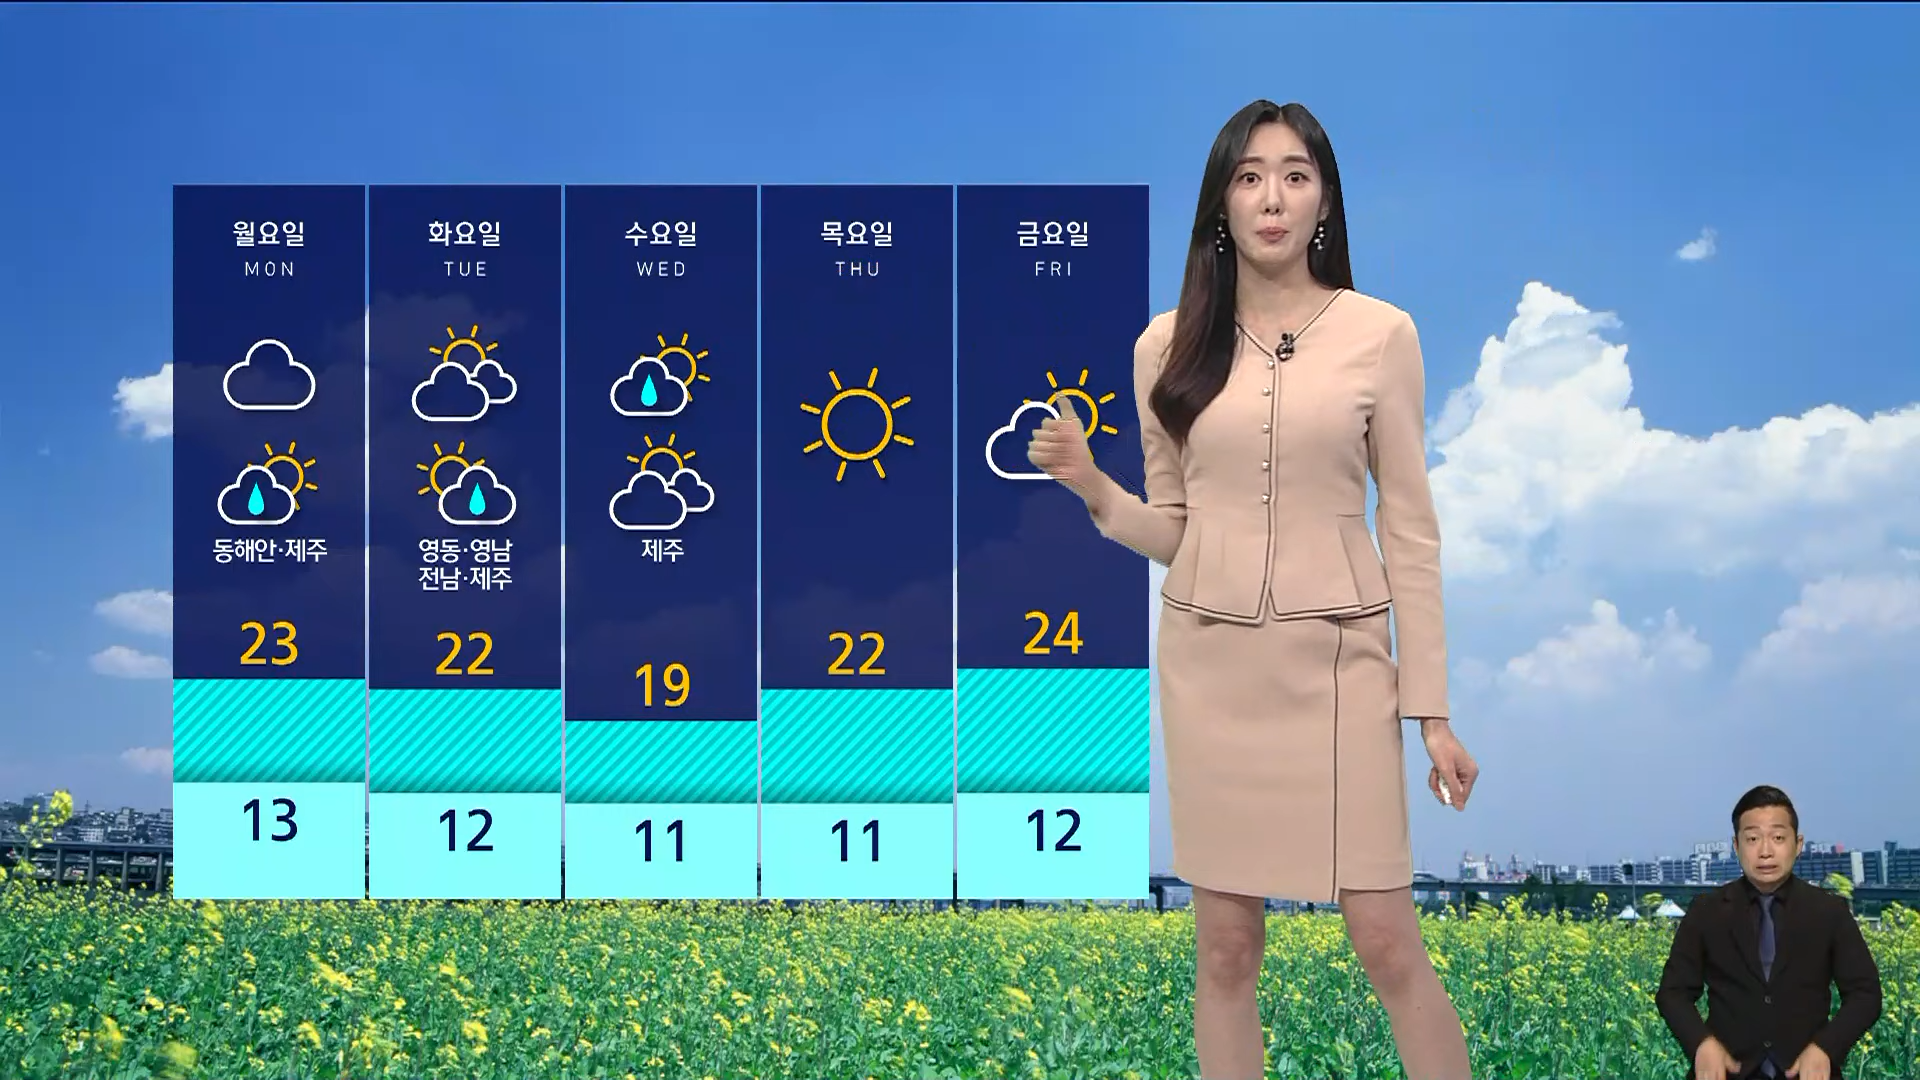 월요일
MON
동해안·제주
23
13
화요일
TUE
영동·영남
전남·제주
22
12
수요일
WED
제주
19
11
목요일
THU
22
11
금요일
FRI
24
12